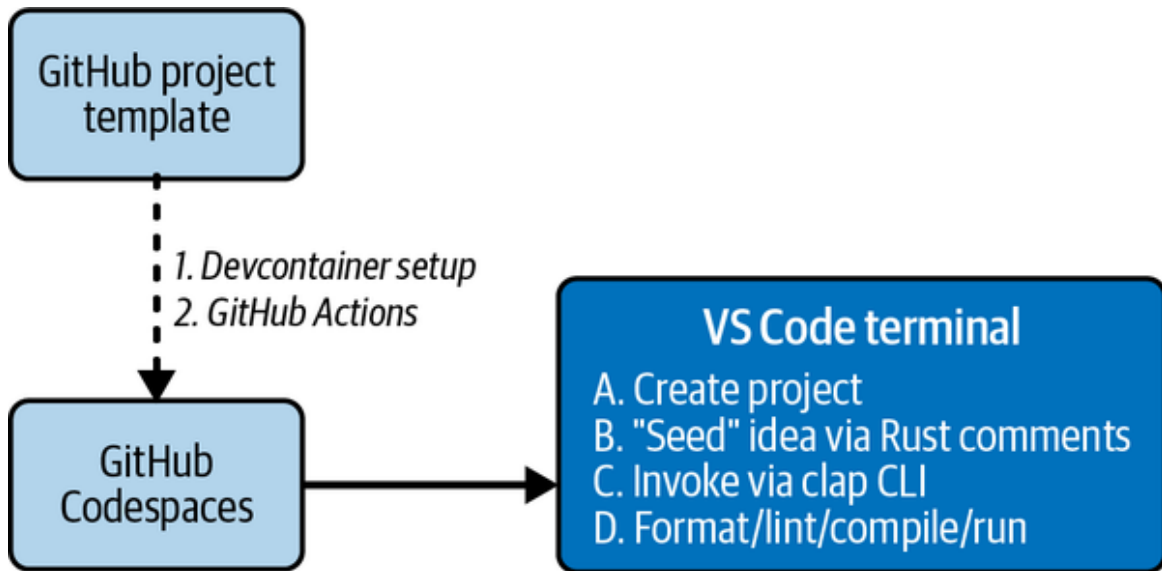 GitHub project
template
1. Devcontainer setup
2. GitHub Actions
GitHub
Codespaces
VS Code terminal
A. Create project
B. "Seed" idea via Rust comments
C. Invoke via clap CLI
D. Format/lint/compile/run